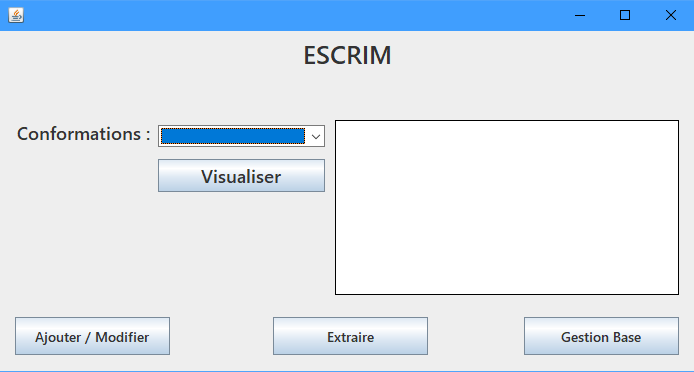 ESCRIM
Conformations :
Visualiser
Ajouter / Modifier
Extraire
Gestion Base